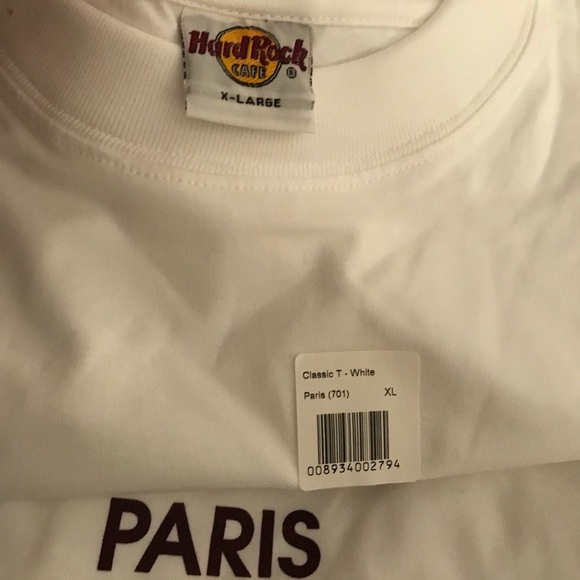 Hard Rock
CAFE ®
X-LARGE
Classic T - White
Paris (701) XL
008934002794
PARIS